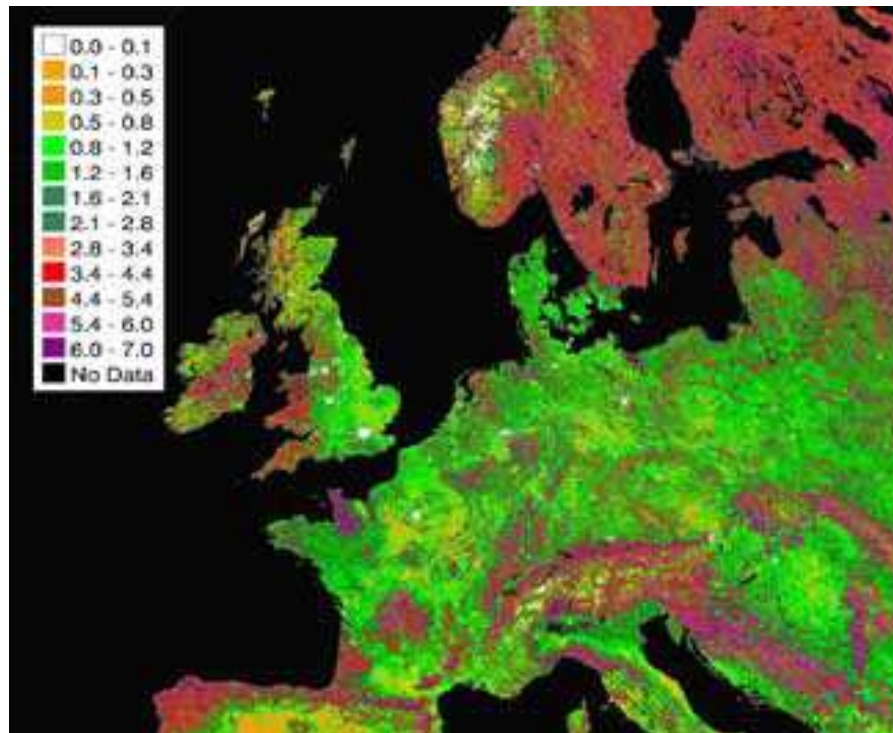 0.0 - 0.1
0.1 - 0.3
0.3 - 0.5
0.5 - 0.8
0.8 - 1.2
1.2 - 1.6
1.6 - 2.1
2.1 - 2.8
2.8 - 3.4
3.4 - 4.4
4.4 - 5.4
5.4 - 6.0
6.0 - 7.0
No Data